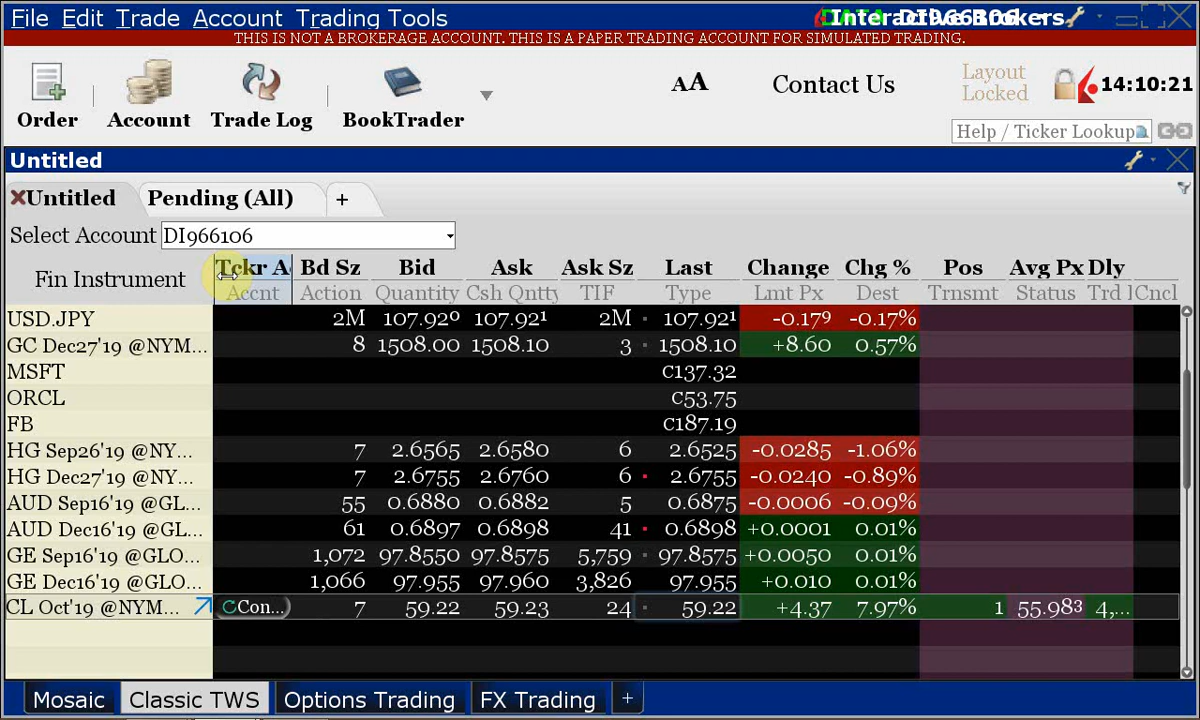 File Edit Trade Account Trading Tools Interactive Brokers
THIS IS NOT A BROKERAGE ACCOUNT. THIS IS A PAPER TRADING ACCOUNT FOR SIMULATED TRADING.
Order Account Trade Log BookTrader AA Contact Us Layout Locked 14:10:21
Help / Ticker Lookup
Untitled
Untitled Pending (All) +
Select Account DI966106
Fin Instrument Tckr A Bd Sz Bid Ask Ask Sz Last Change Chg % Pos Avg Px Dly
Accnt Action Quantity Csh Qntty TIF Type Lmt Px Dest Trnsmt Status Trd Cncl
USD.JPY 2M 107.92⁰ 107.92¹ 2M 107.92¹ -0.179 -0.17%
GC Dec27'19 @NYM... 8 1508.00 1508.10 3 1508.10 +8.60 0.57%
MSFT C137.32
ORCL C53.75
FB C187.19
HG Sep26'19 @NY... 7 2.6565 2.6580 6 2.6525 -0.0285 -1.06%
HG Dec27'19 @NY... 7 2.6755 2.6760 6 2.6755 -0.0240 -0.89%
AUD Sep16'19 @GL... 55 0.6880 0.6882 5 0.6875 -0.0006 -0.09%
AUD Dec16'19 @GL... 61 0.6897 0.6898 41 0.6898 +0.0001 0.01%
GE Sep16'19 @GLO... 1,072 97.8550 97.8575 5,759 97.8575 +0.0050 0.01%
GE Dec16'19 @GLO... 1,066 97.955 97.960 3,826 97.955 +0.010 0.01%
CL Oct'19 @NYM... Con... 7 59.22 59.23 24 59.22 +4.37 7.97% 1 55.98³ 4,...
Mosaic Classic TWS Options Trading FX Trading +